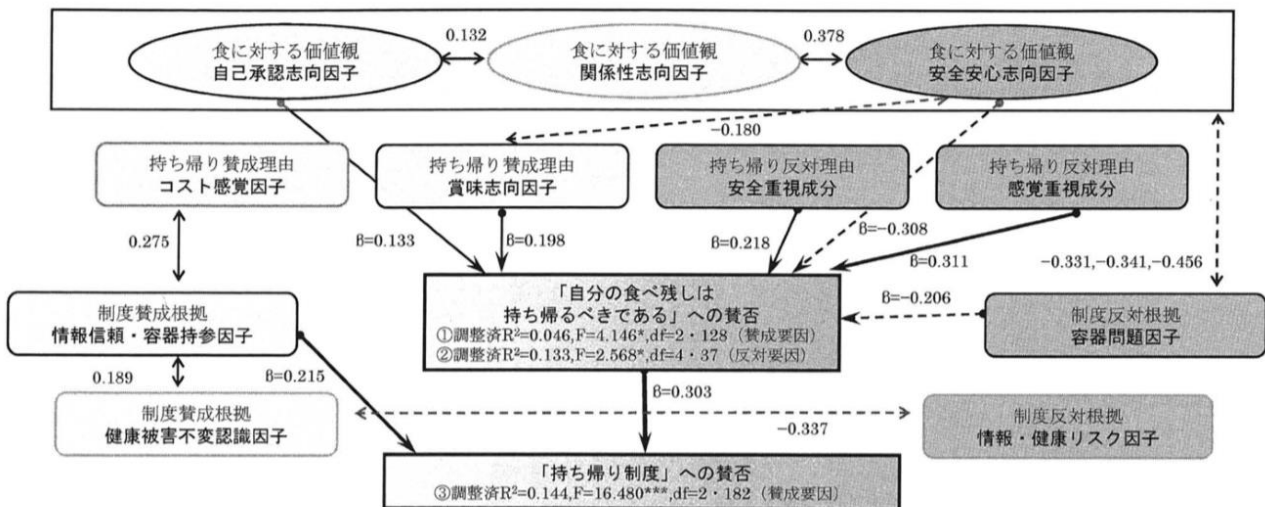 0.132
0.378
食に対する価値観
自己承認志向因子
食に対する価値観
関係性志向因子
食に対する価値観
安全安心志向因子
-0.180
持ち帰り賛成理由
コスト感覚因子
持ち帰り賛成理由
賞味志向因子
持ち帰り反対理由
安全重視成分
持ち帰り反対理由
感覚重視成分
0.275
β=0.133
β=0.198
β=0.218
β=-0.308
β=0.311
-0.331,-0.341,-0.456
制度賛成根拠
情報信頼・容器持参因子
「自分の食べ残しは
持ち帰るべきである」への賛否
①調整済R²=0.046,F=4.146*,df=2・128（賛成要因）
②調整済R²=0.133,F=2.568*,df=4・37（反対要因）
β=-0.206
制度反対根拠
容器問題因子
0.189
β=0.215
β=0.303
制度賛成根拠
健康被害不変認識因子
-0.337
制度反対根拠
情報・健康リスク因子
「持ち帰り制度」への賛否
③調整済R²=0.144,F=16.480***,df=2・182（賛成要因）